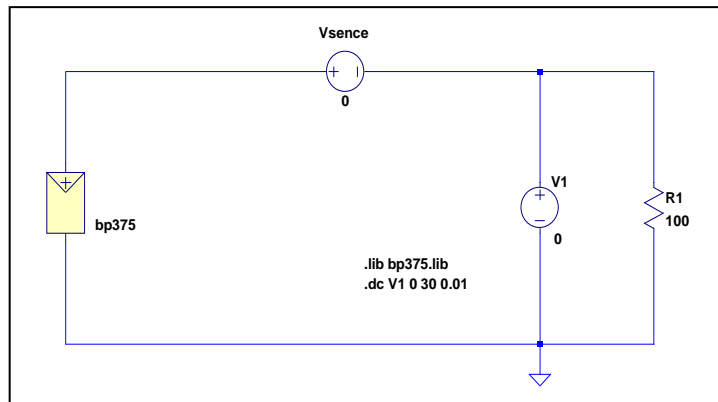 Vsence
+ -
0
+
bp375
V1
+
-
0
R1
100
.lib bp375.lib
.dc V1 0 30 0.01